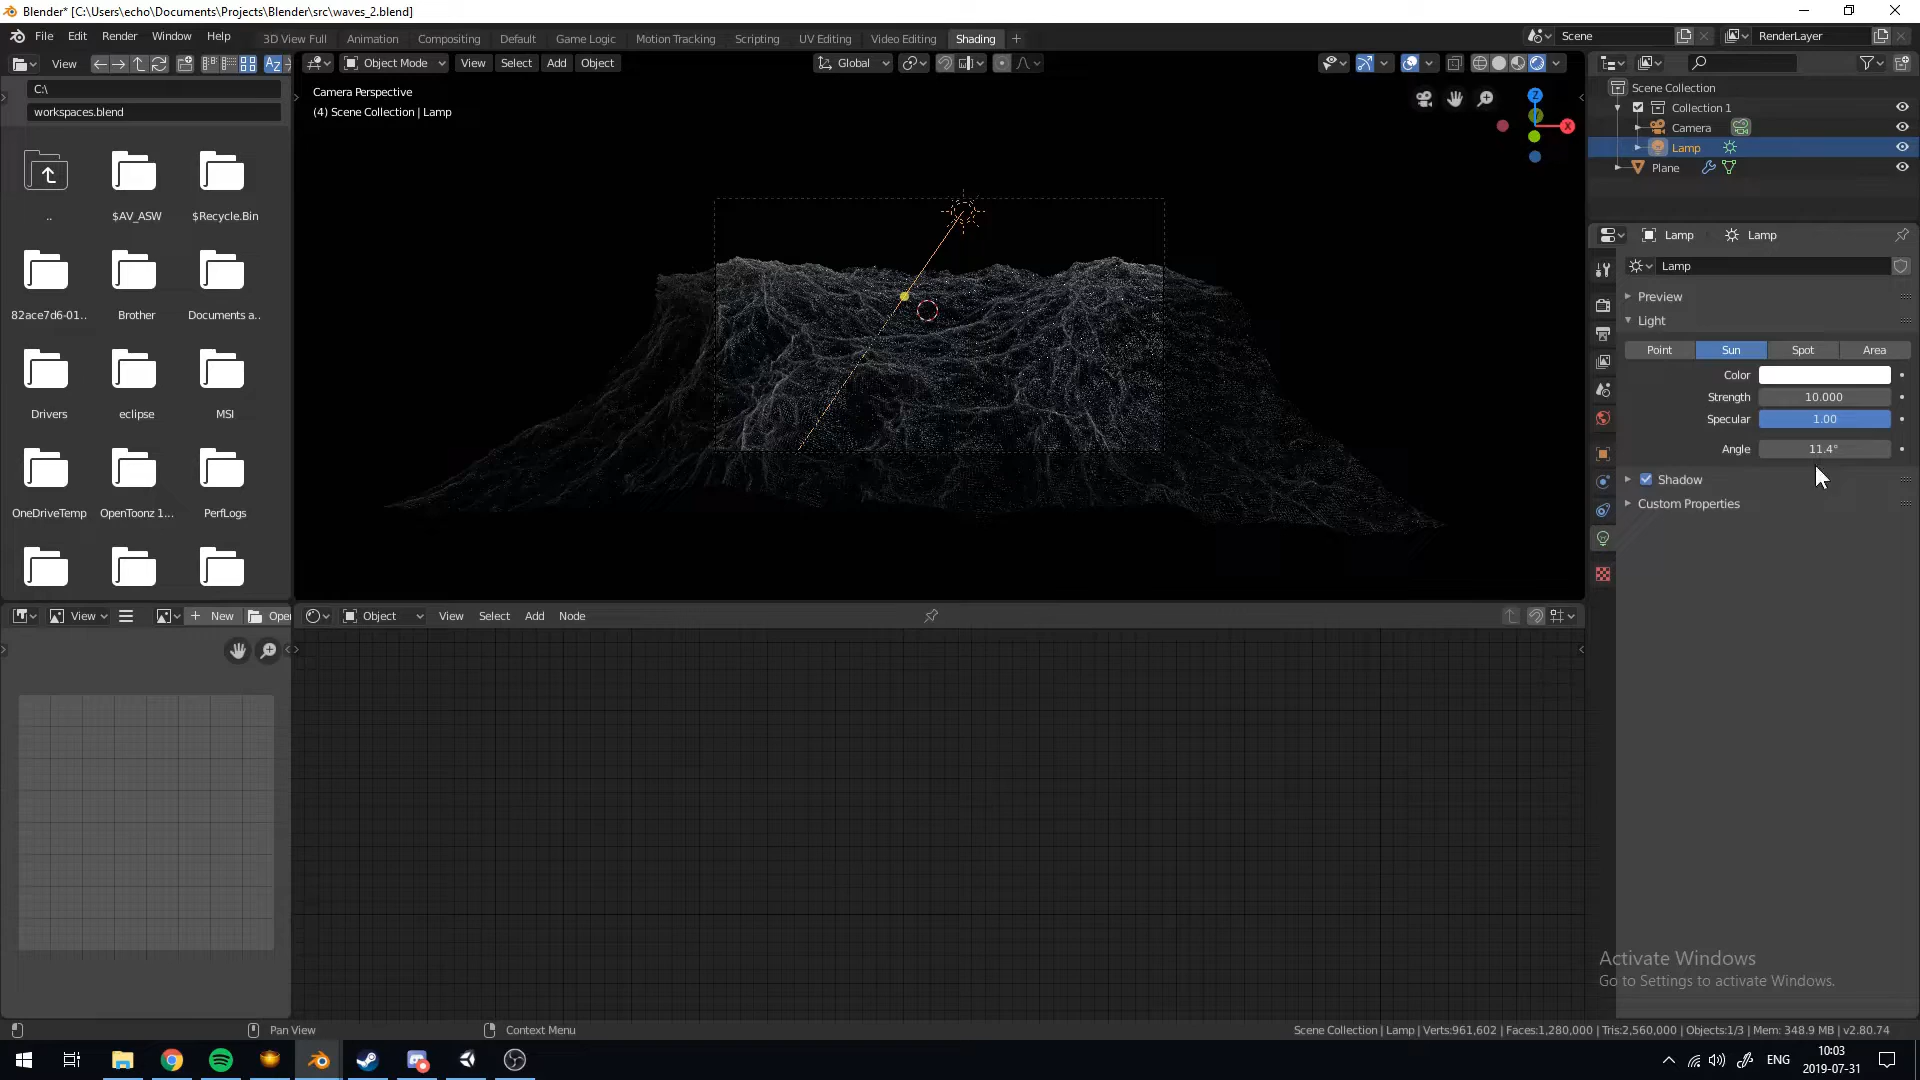 Blender* [C:\Users\echo\Documents\Projects\Blender\src\waves_2.blend]
File Edit Render Window Help
3D View Full Animation Compositing Default Game Logic Motion Tracking Scripting UV Editing Video Editing Shading +
Scene RenderLayer
View
Object Mode View Select Add Object Global
C:\
workspaces.blend
Camera Perspective
(4) Scene Collection | Lamp
Z
X
.. $AV_ASW $Recycle.Bin
82ace7d6-01.. Brother Documents a..
Drivers eclipse MSI
OneDriveTemp OpenToonz 1... PerfLogs
Scene Collection
Collection 1
Camera
Lamp
Plane
Lamp Lamp
Lamp
Preview
Light
Point Sun Spot Area
Color
Strength 10.000
Specular 1.00
Angle 11.4°
Shadow
Custom Properties
View New Ope
Object View Select Add Node
Activate Windows
Go to Settings to activate Windows.
Pan View Context Menu
Scene Collection | Lamp | Verts:961,602 | Faces:1,280,000 | Tris:2,560,000 | Objects:1/3 | Mem: 348.9 MB | v2.80.74
ENG
10:03
2019-07-31